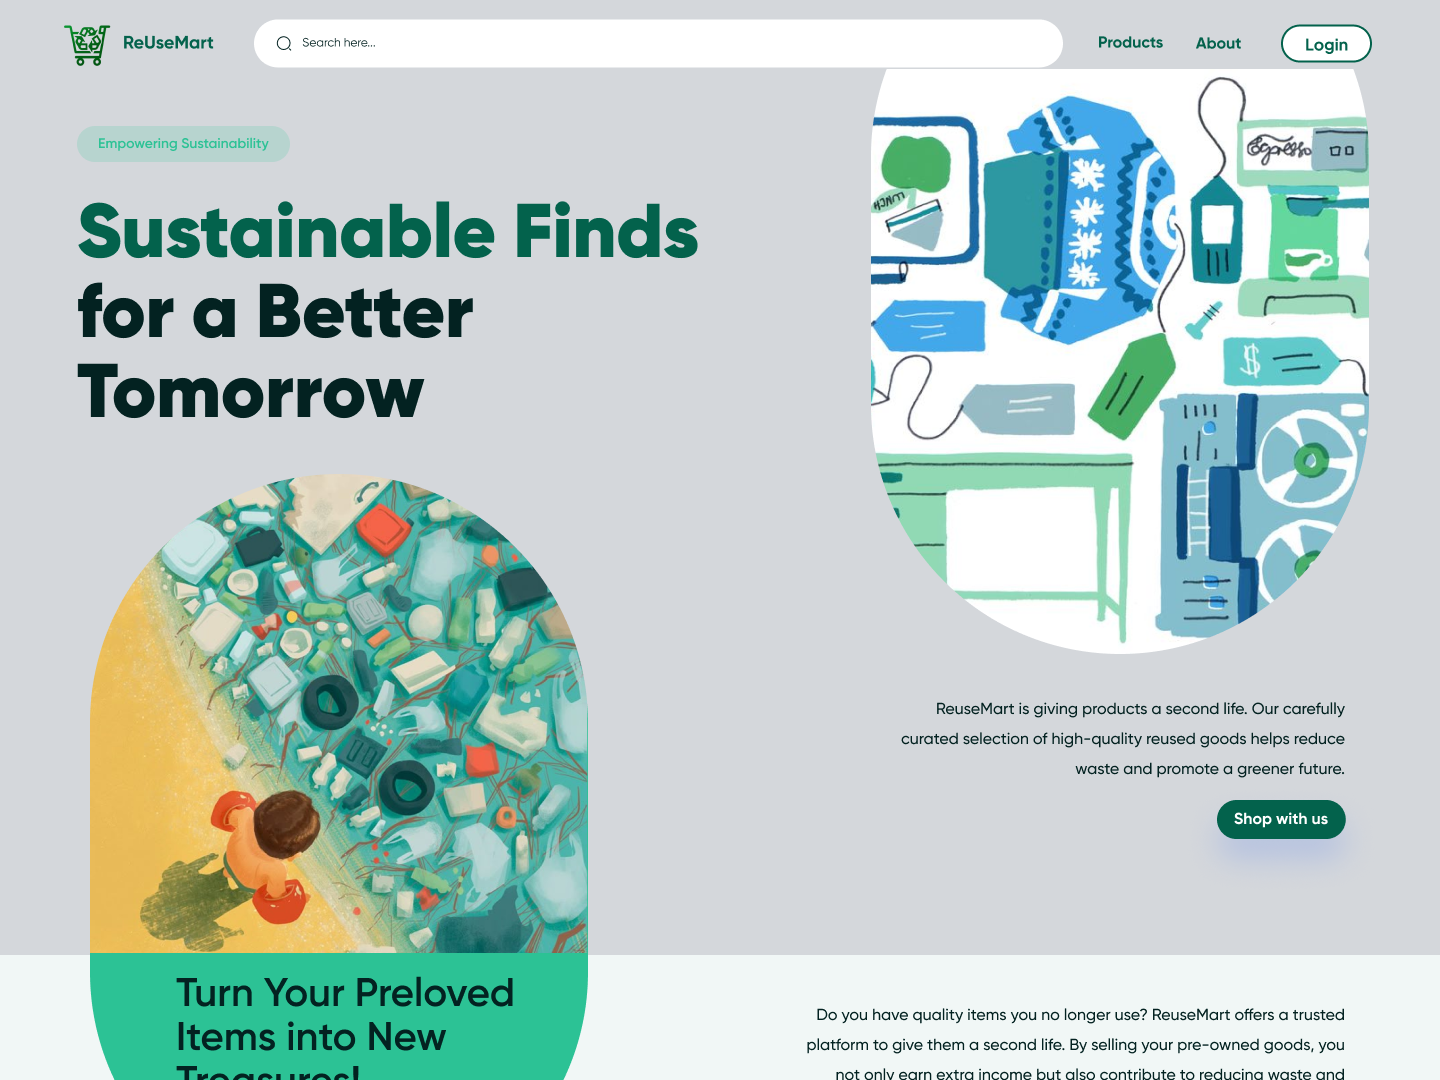 ReUseMart
Search here...
Products
About
Login
Empowering Sustainability
Sustainable Finds
for a Better
Tomorrow
Espresso
LUNCH
$
ReuseMart is giving products a second life. Our carefully
curated selection of high-quality reused goods helps reduce
waste and promote a greener future.
Shop with us
Turn Your Preloved
Items into New
Treasures!
Do you have quality items you no longer use? ReuseMart offers a trusted
platform to give them a second life. By selling your pre-owned goods, you
not only earn extra income but also contribute to reducing waste and